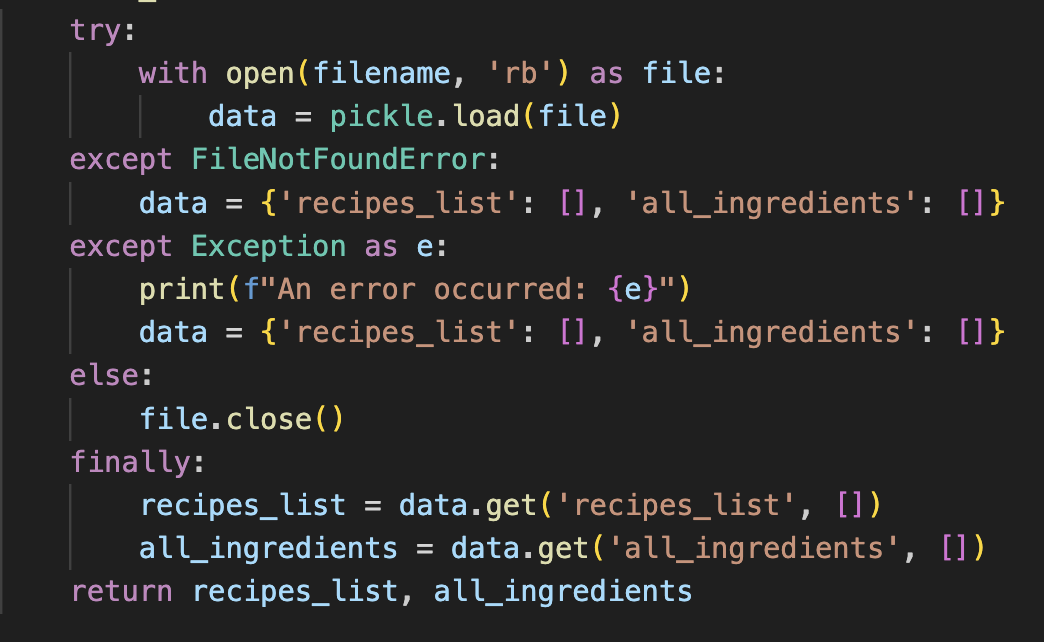 try:
    with open(filename, 'rb') as file:
        data = pickle.load(file)
except FileNotFoundError:
    data = {'recipes_list': [], 'all_ingredients': []}
except Exception as e:
    print(f"An error occurred: {e}")
    data = {'recipes_list': [], 'all_ingredients': []}
else:
    file.close()
finally:
    recipes_list = data.get('recipes_list', [])
    all_ingredients = data.get('all_ingredients', [])
return recipes_list, all_ingredients